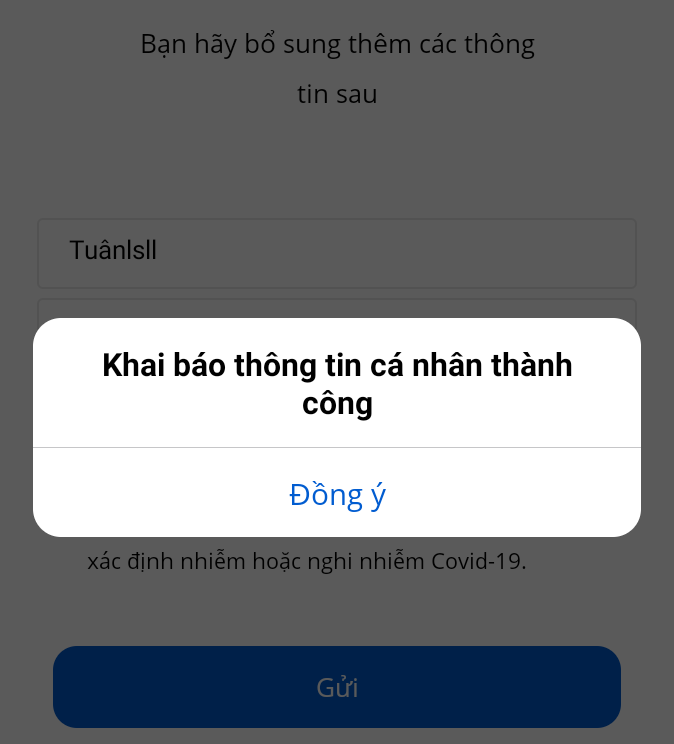 Bạn hãy bổ sung thêm các thông
tin sau
Tuânlsll
Khai báo thông tin cá nhân thành
công
Đồng ý
xác định nhiễm hoặc nghi nhiễm Covid-19.
Gửi